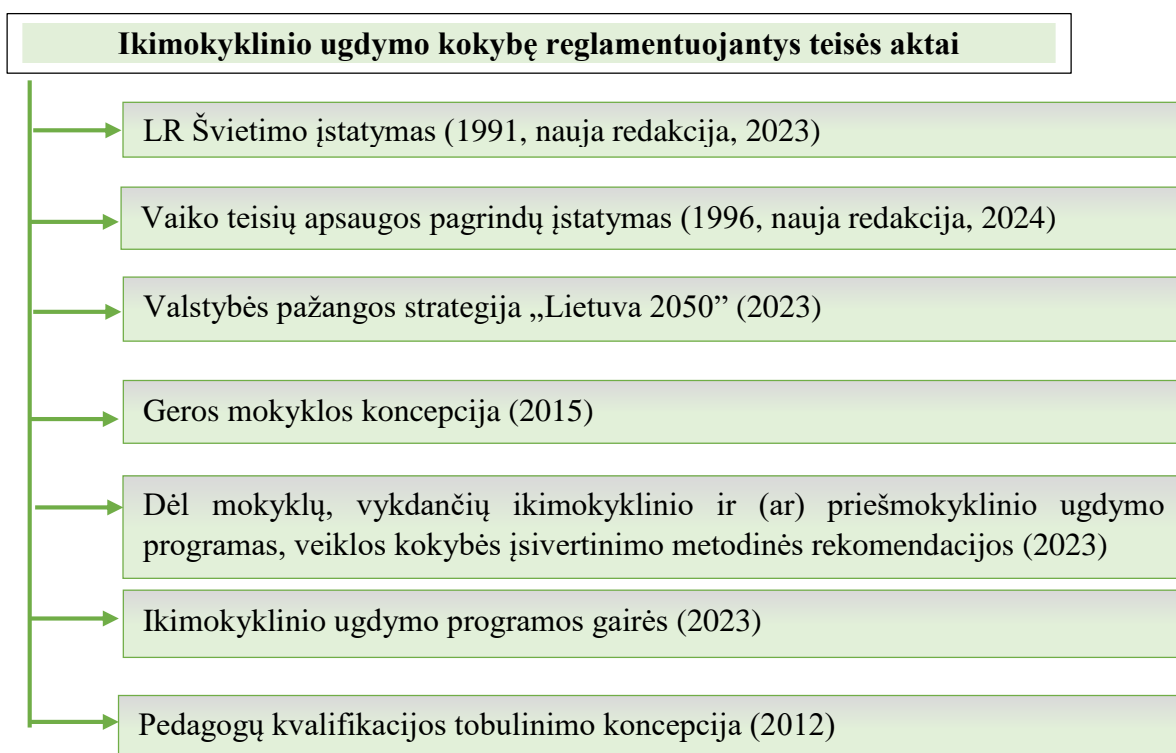 Ikimokyklinio ugdymo kokybę reglamentuojantys teisės aktai
LR Švietimo įstatymas (1991, nauja redakcija, 2023)
Vaiko teisių apsaugos pagrindų įstatymas (1996, nauja redakcija, 2024)
Valstybės pažangos strategija „Lietuva 2050” (2023)
Geros mokyklos koncepcija (2015)
Dėl mokyklų, vykdančių ikimokyklinio ir (ar) priešmokyklinio ugdymo
programas, veiklos kokybės įsivertinimo metodinės rekomendacijos (2023)
Ikimokyklinio ugdymo programos gairės (2023)
Pedagogų kvalifikacijos tobulinimo koncepcija (2012)